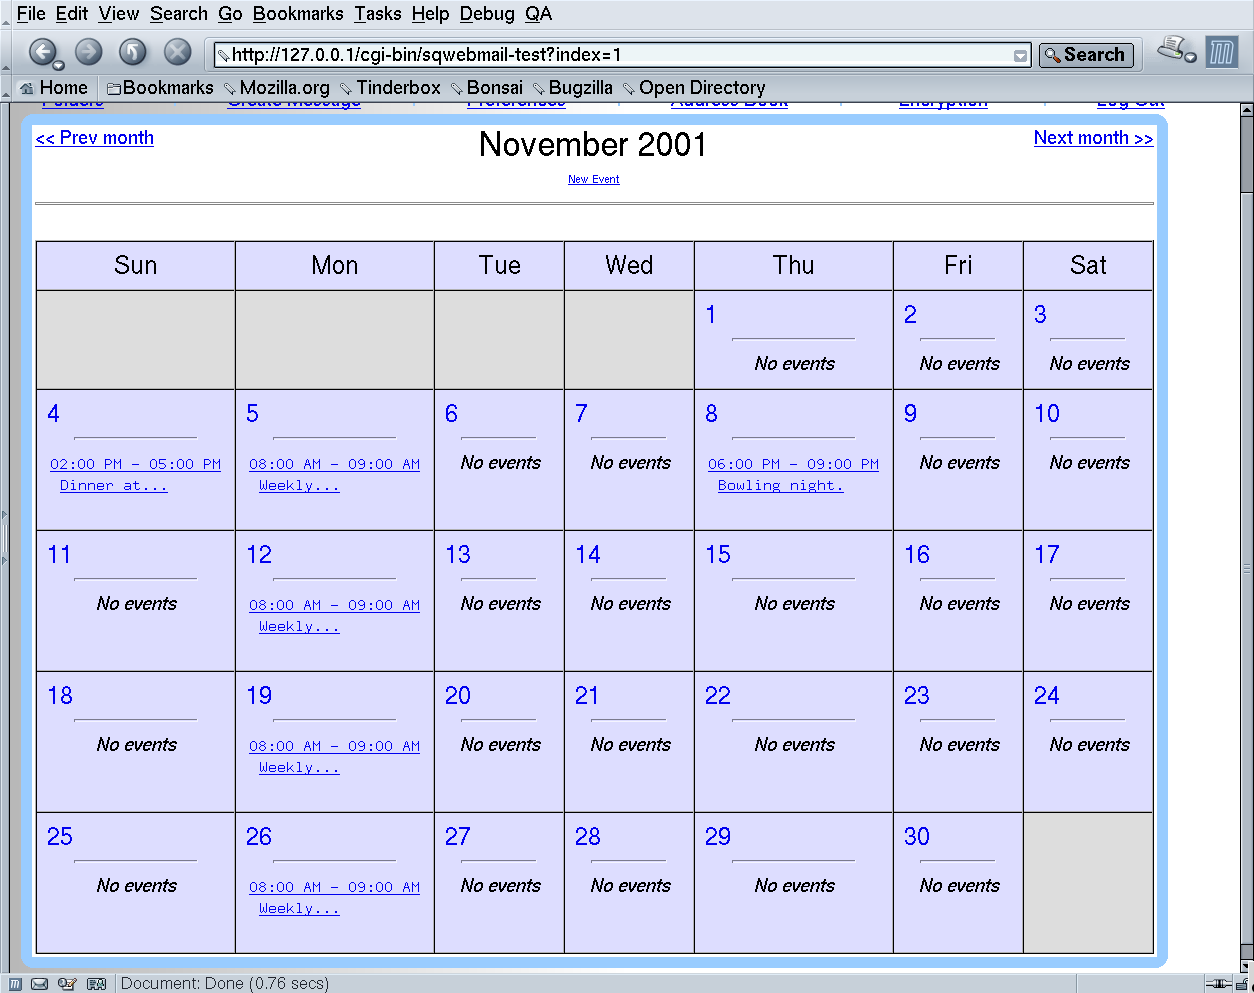 File Edit View Search Go Bookmarks Tasks Help Debug QA
http://127.0.0.1/cgi-bin/sqwebmail-test?index=1 Search
Home Bookmarks Mozilla.org Tinderbox Bonsai Bugzilla Open Directory
Folders Create Message Preferences Address Book Encryption Log Out
<< Prev month November 2001 Next month >>
New Event
Sun Mon Tue Wed Thu Fri Sat
1 2 3
No events No events No events
4 5 6 7 8 9 10
02:00 PM - 05:00 PM 08:00 AM - 09:00 AM No events No events 06:00 PM - 09:00 PM No events No events
Dinner at... Weekly... Bowling night.
11 12 13 14 15 16 17
No events 08:00 AM - 09:00 AM No events No events No events No events No events
Weekly...
18 19 20 21 22 23 24
No events 08:00 AM - 09:00 AM No events No events No events No events No events
Weekly...
25 26 27 28 29 30
No events 08:00 AM - 09:00 AM No events No events No events No events
Weekly...
Document: Done (0.76 secs)